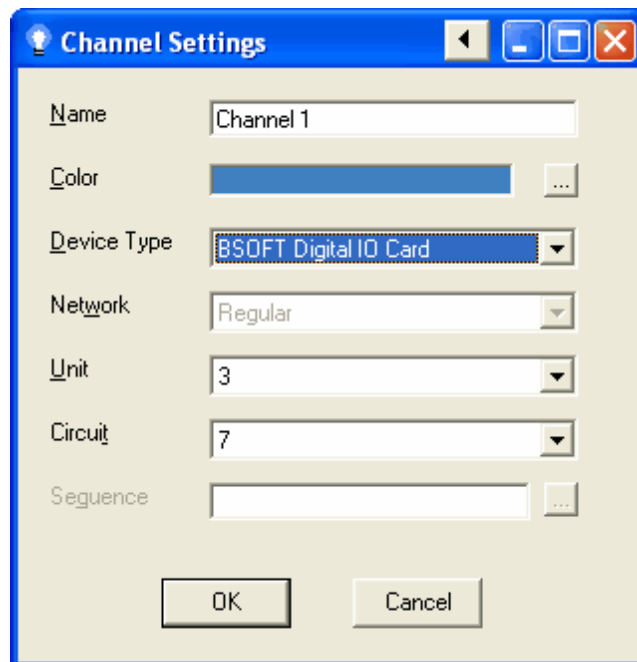 Channel Settings
Name Channel 1
Color ...
Device Type BSOFT Digital IO Card
Network Regular
Unit 3
Circuit 7
Seguence ...
OK Cancel